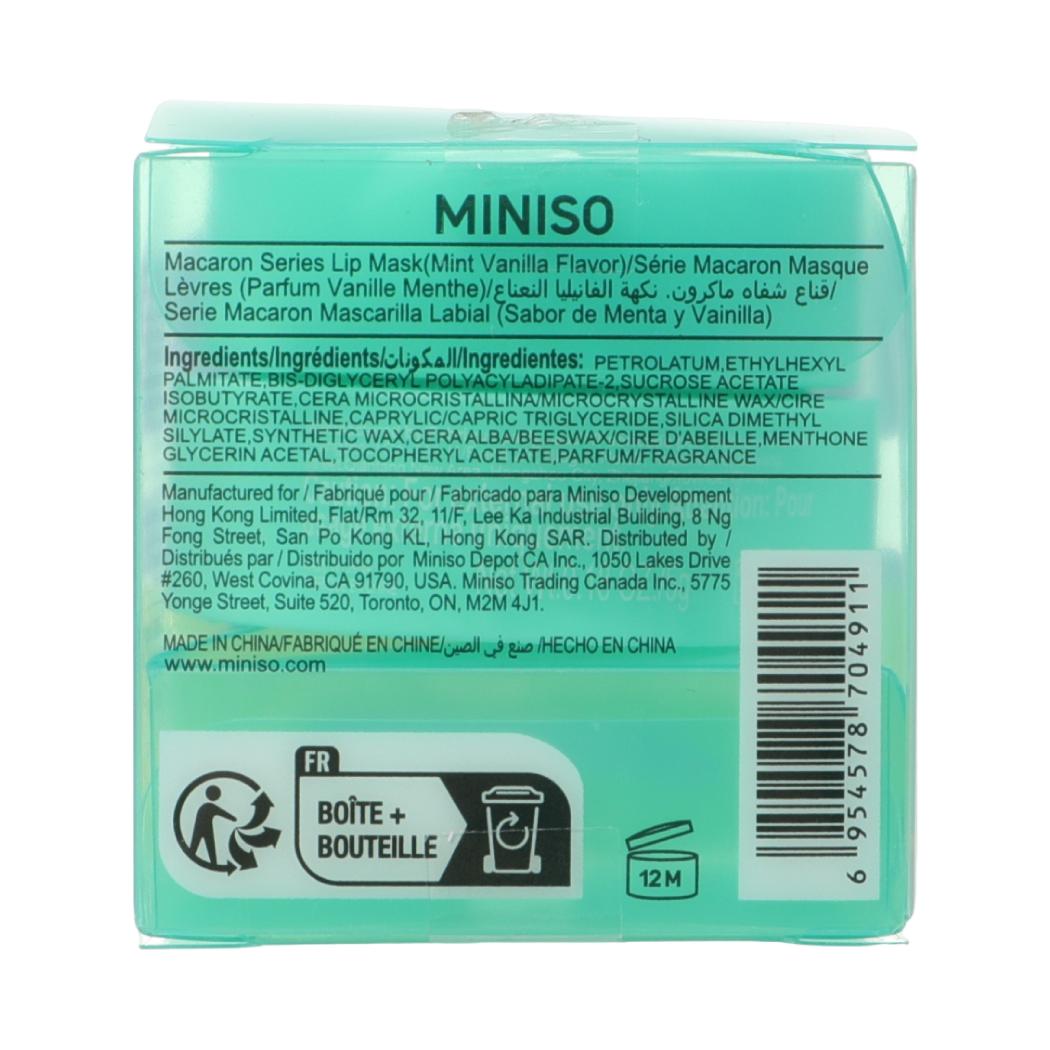 MINISO
Macaron Series Lip Mask(Mint Vanilla Flavor)/Série Macaron Masque
Lèvres (Parfum Vanille Menthe)/قناع شفاه ماكرون. نكهة الفانيليا النعناع/
Serie Macaron Mascarilla Labial (Sabor de Menta y Vainilla)
Ingredients/Ingrédients/المكونات/Ingredientes: PETROLATUM,ETHYLHEXYL
PALMITATE,BIS-DIGLYCERYL POLYACYLADIPATE-2,SUCROSE ACETATE
ISOBUTYRATE,CERA MICROCRISTALLINA/MICROCRYSTALLINE WAX/CIRE
MICROCRISTALLINE,CAPRYLIC/CAPRIC TRIGLYCERIDE,SILICA DIMETHYL
SILYLATE,SYNTHETIC WAX,CERA ALBA/BEESWAX/CIRE D'ABEILLE,MENTHONE
GLYCERIN ACETAL,TOCOPHERYL ACETATE,PARFUM/FRAGRANCE
Manufactured for / Fabriqué pour / Fabricado para Miniso Development
Hong Kong Limited, Flat/Rm 32, 11/F, Lee Ka Industrial Building, 8 Ng
Fong Street, San Po Kong KL, Hong Kong SAR. Distributed by /
Distribués par / Distribuido por Miniso Depot CA Inc., 1050 Lakes Drive
#260, West Covina, CA 91790, USA. Miniso Trading Canada Inc., 5775
Yonge Street, Suite 520, Toronto, ON, M2M 4J1.
MADE IN CHINA/FABRIQUÉ EN CHINE/صنع في الصين /HECHO EN CHINA
www.miniso.com
FR
BOÎTE +
BOUTEILLE
12M
6 954578 704911